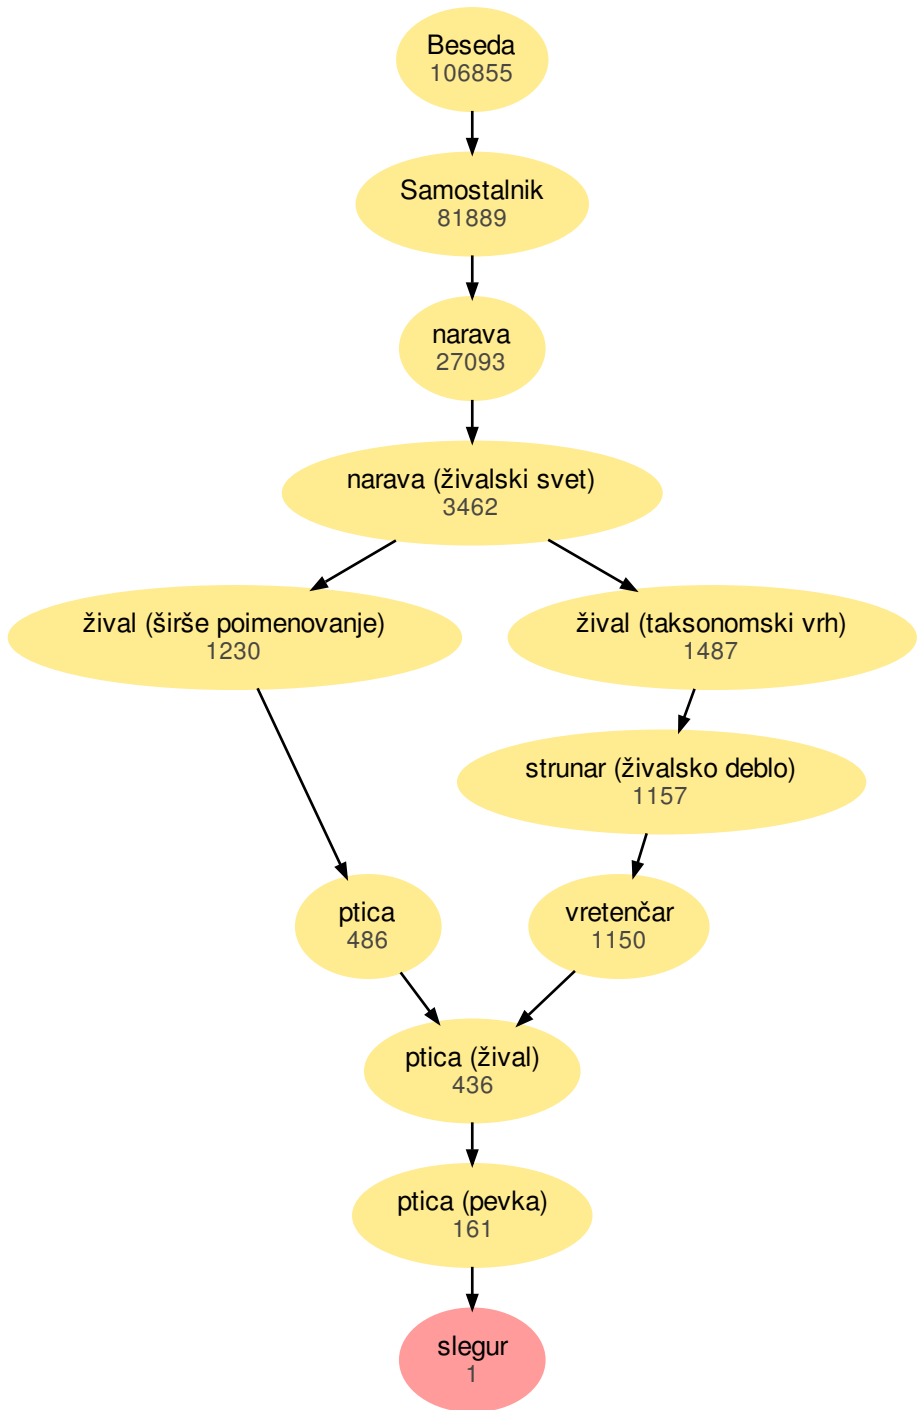 Beseda
106855
Samostalnik
81889
narava
27093
narava (živalski svet)
3462
žival (širše poimenovanje)
1230
žival (taksonomski vrh)
1487
strunar (živalsko deblo)
1157
ptica
486
vretenčar
1150
ptica (žival)
436
ptica (pevka)
161
slegur
1